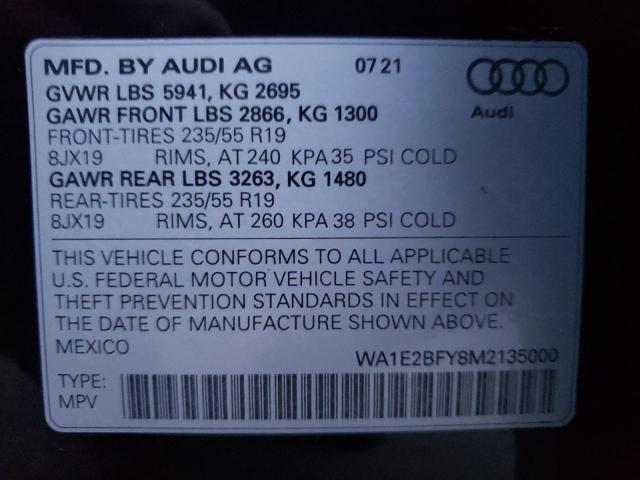 MFD. BY AUDI AG 07 21
GVWR LBS 5941, KG 2695
GAWR FRONT LBS 2866, KG 1300
Audi
FRONT-TIRES 235/55 R19
8JX19 RIMS, AT 240 KPA 35 PSI COLD
GAWR REAR LBS 3263, KG 1480
REAR-TIRES 235/55 R19
8JX19 RIMS, AT 260 KPA 38 PSI COLD
THIS VEHICLE CONFORMS TO ALL APPLICABLE
U.S. FEDERAL MOTOR VEHICLE SAFETY AND
THEFT PREVENTION STANDARDS IN EFFECT ON
THE DATE OF MANUFACTURE SHOWN ABOVE.
MEXICO
WA1E2BFY8M2135000
TYPE:
MPV